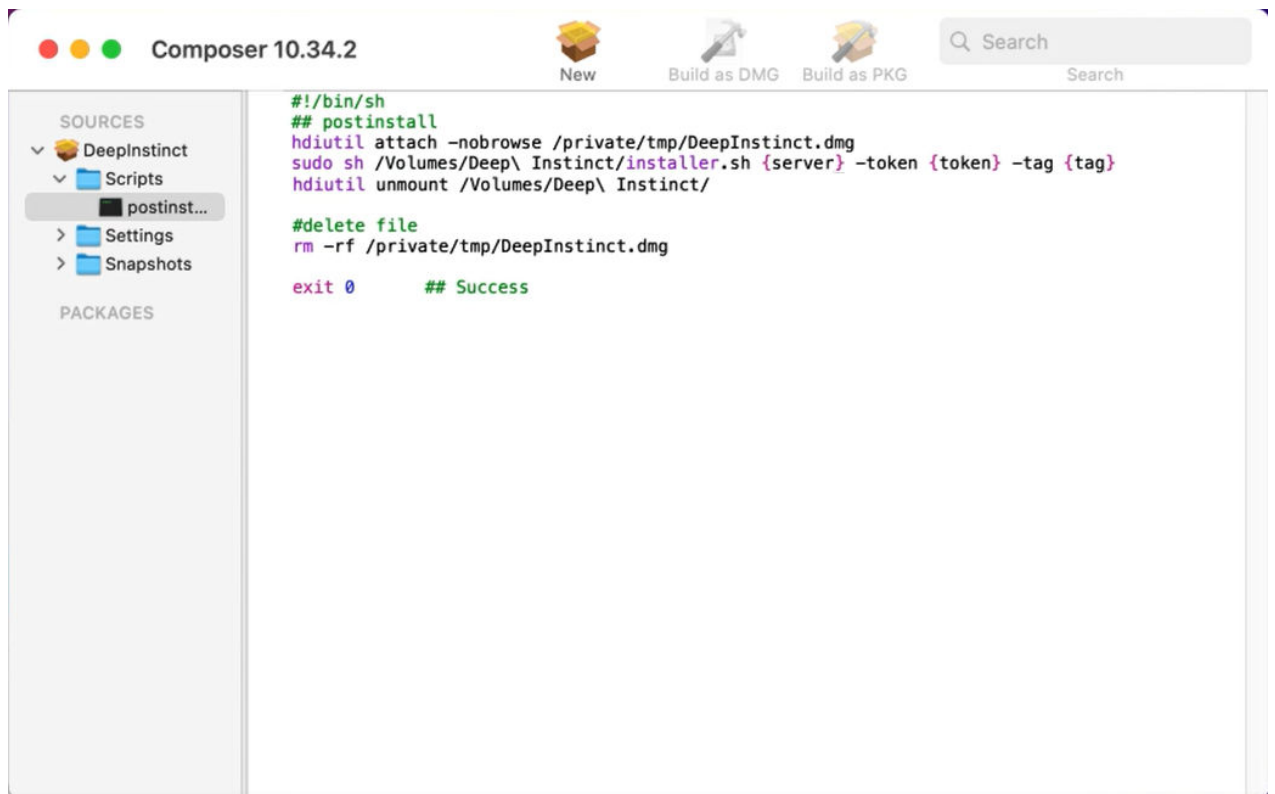 Composer 10.34.2
New
Build as DMG
Build as PKG
Search
Search
SOURCES
DeepInstinct
Scripts
postinst...
Settings
Snapshots
PACKAGES
#!/bin/sh
## postinstall
hdiutil attach -nobrowse /private/tmp/DeepInstinct.dmg
sudo sh /Volumes/Deep\ Instinct/installer.sh {server} -token {token} -tag {tag}
hdiutil unmount /Volumes/Deep\ Instinct/
#delete file
rm -rf /private/tmp/DeepInstinct.dmg
exit 0 ## Success